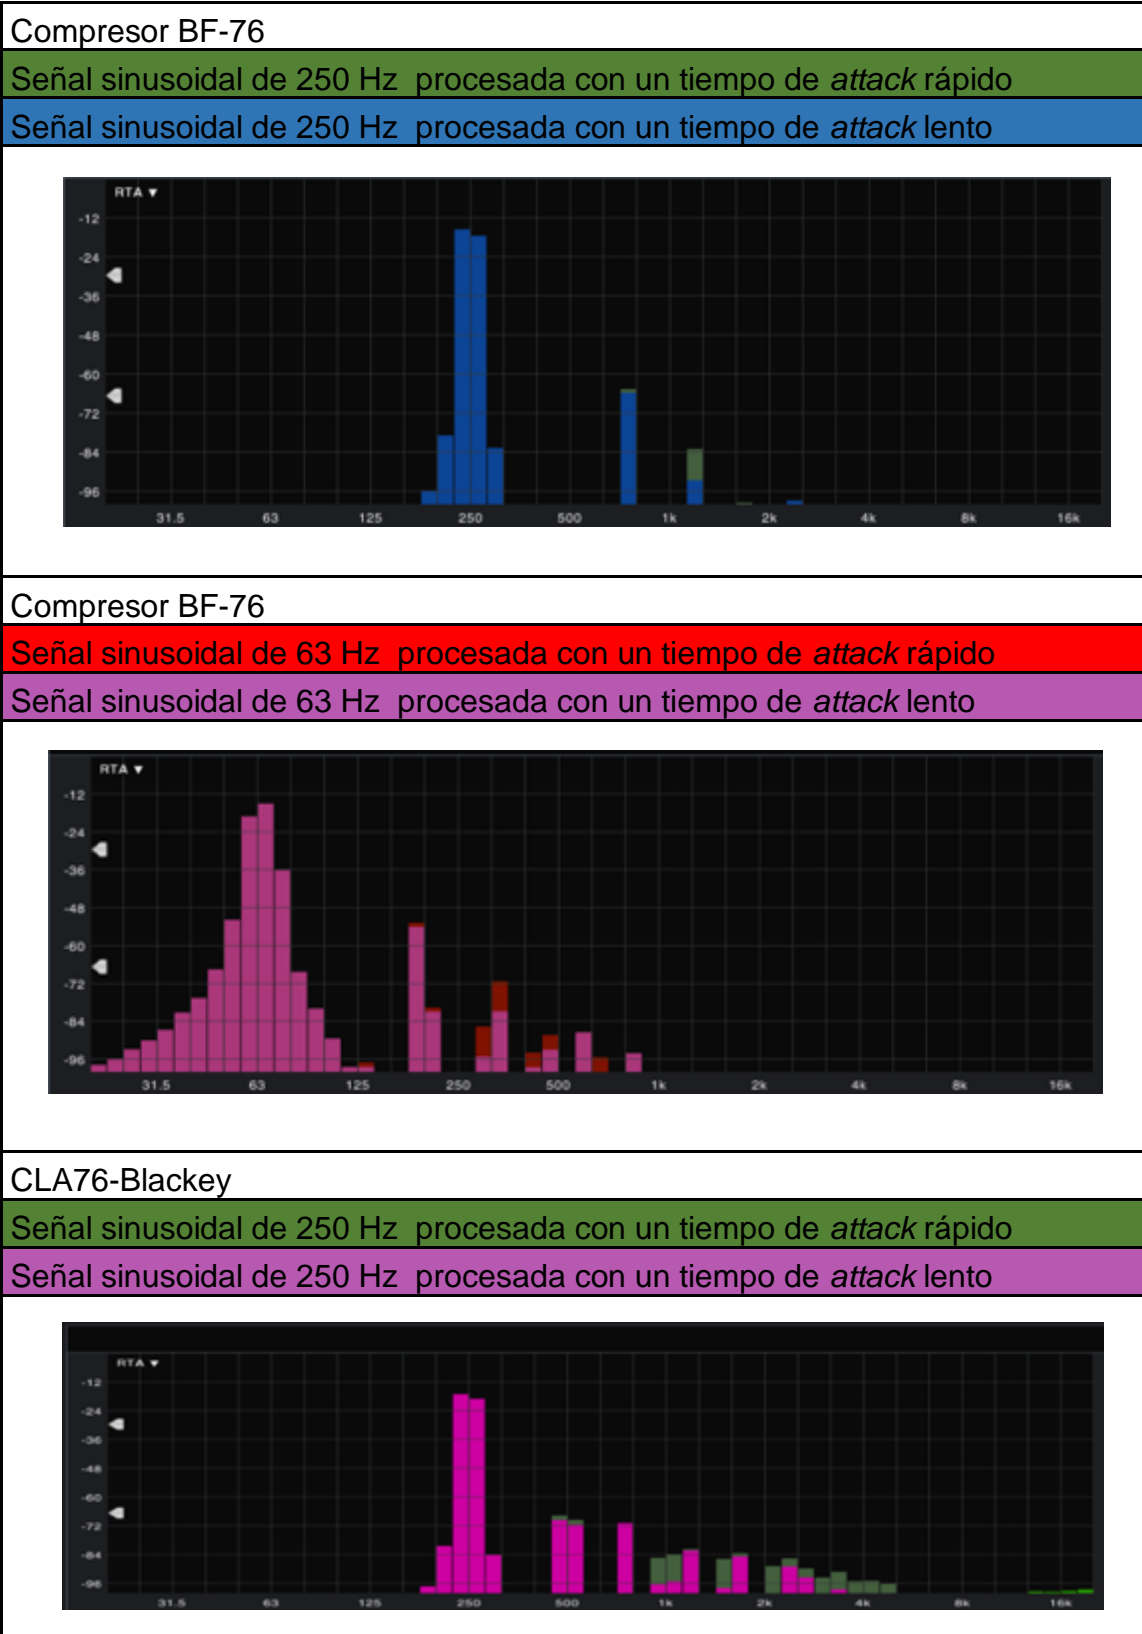 Compresor BF-76
Señal sinusoidal de 250 Hz  procesada con un tiempo de attack rápido
Señal sinusoidal de 250 Hz  procesada con un tiempo de attack lento
RTA ▼
-12
-24
-36
-48
-60
-72
-84
-96
31.5 63 125 250 500 1k 2k 4k 8k 16k
Compresor BF-76
Señal sinusoidal de 63 Hz  procesada con un tiempo de attack rápido
Señal sinusoidal de 63 Hz  procesada con un tiempo de attack lento
RTA ▼
-12
-24
-36
-48
-60
-72
-84
-96
31.5 63 125 250 500 1k 2k 4k 8k 16k
CLA76-Blackey
Señal sinusoidal de 250 Hz  procesada con un tiempo de attack rápido
Señal sinusoidal de 250 Hz  procesada con un tiempo de attack lento
RTA ▼
-12
-24
-36
-48
-60
-72
-84
-96
31.5 63 125 250 500 1k 2k 4k 8k 16k